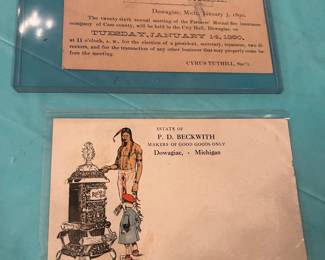 Dowagiac, Mich., January 3, 1890.
The twenty-sixth annual meeting of the Farmers' Mutual fire insurance
company of Cass county, will be held in the City Hall, Dowagiac, on
TUESDAY, JANUARY 14, 1890,
at 11 o'clock, a. m., for the election of a president, secretary, treasurer, two di-
rectors, and for the transaction of any other business that may properly come be-
fore the meeting.
CYRUS TUTHILL, Sec'y.
ESTATE OF
P. D. BECKWITH
MAKERS OF GOOD GOODS ONLY
Dowagiac, - Michigan